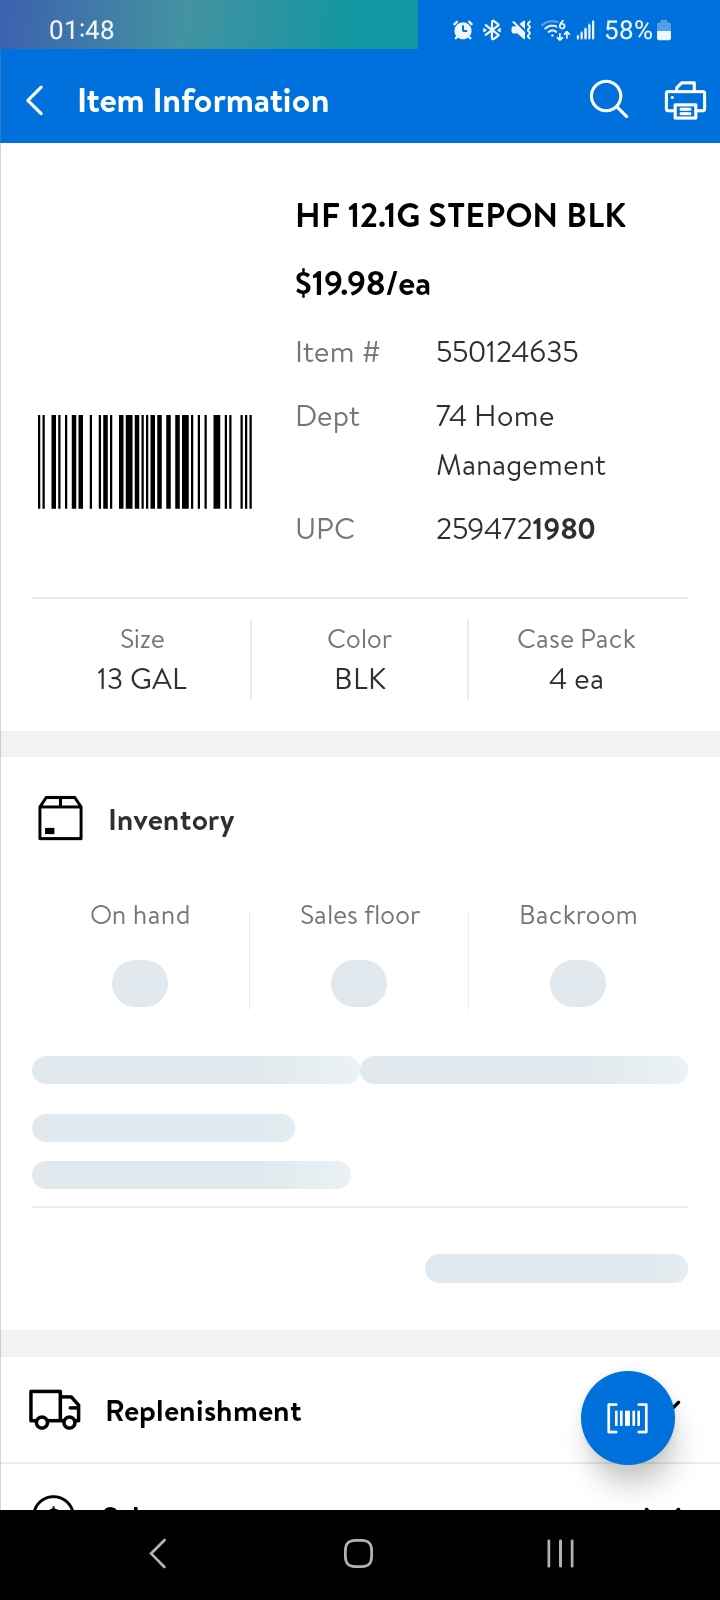 01:48
58%
Item Information
HF 12.1G STEPON BLK
$19.98/ea
Item # 550124635
Dept 74 Home
Management
UPC 2594721980
Size Color Case Pack
13 GAL BLK 4 ea
Inventory
On hand Sales floor Backroom
Replenishment